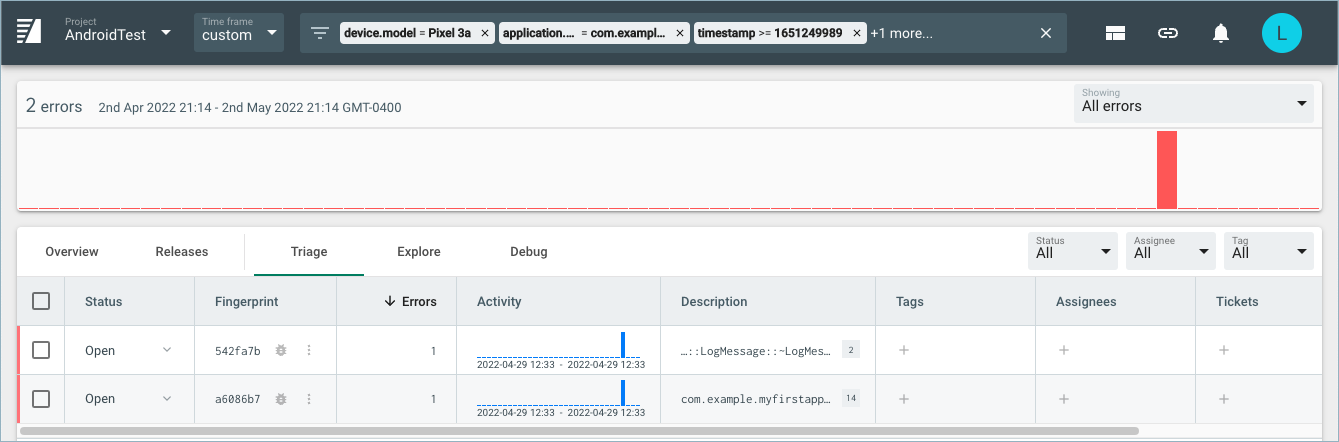 Project
AndroidTest
Time frame
custom
device.model = Pixel 3a × application.... = com.exampl... × timestamp >= 1651249989 × +1 more...
L
2 errors 2nd Apr 2022 21:14 - 2nd May 2022 21:14 GMT-0400
Showing
All errors
Overview Releases Triage Explore Debug
Status
All
Assignee
All
Tag
All
Status Fingerprint Errors Activity Description Tags Assignees Tickets
Open 542fa7b 1 2022-04-29 12:33 - 2022-04-29 12:33 …::LogMessage::~LogMes… 2 + + +
Open a6086b7 1 2022-04-29 12:33 - 2022-04-29 12:33 com.example.myfirstapp… 14 + + +